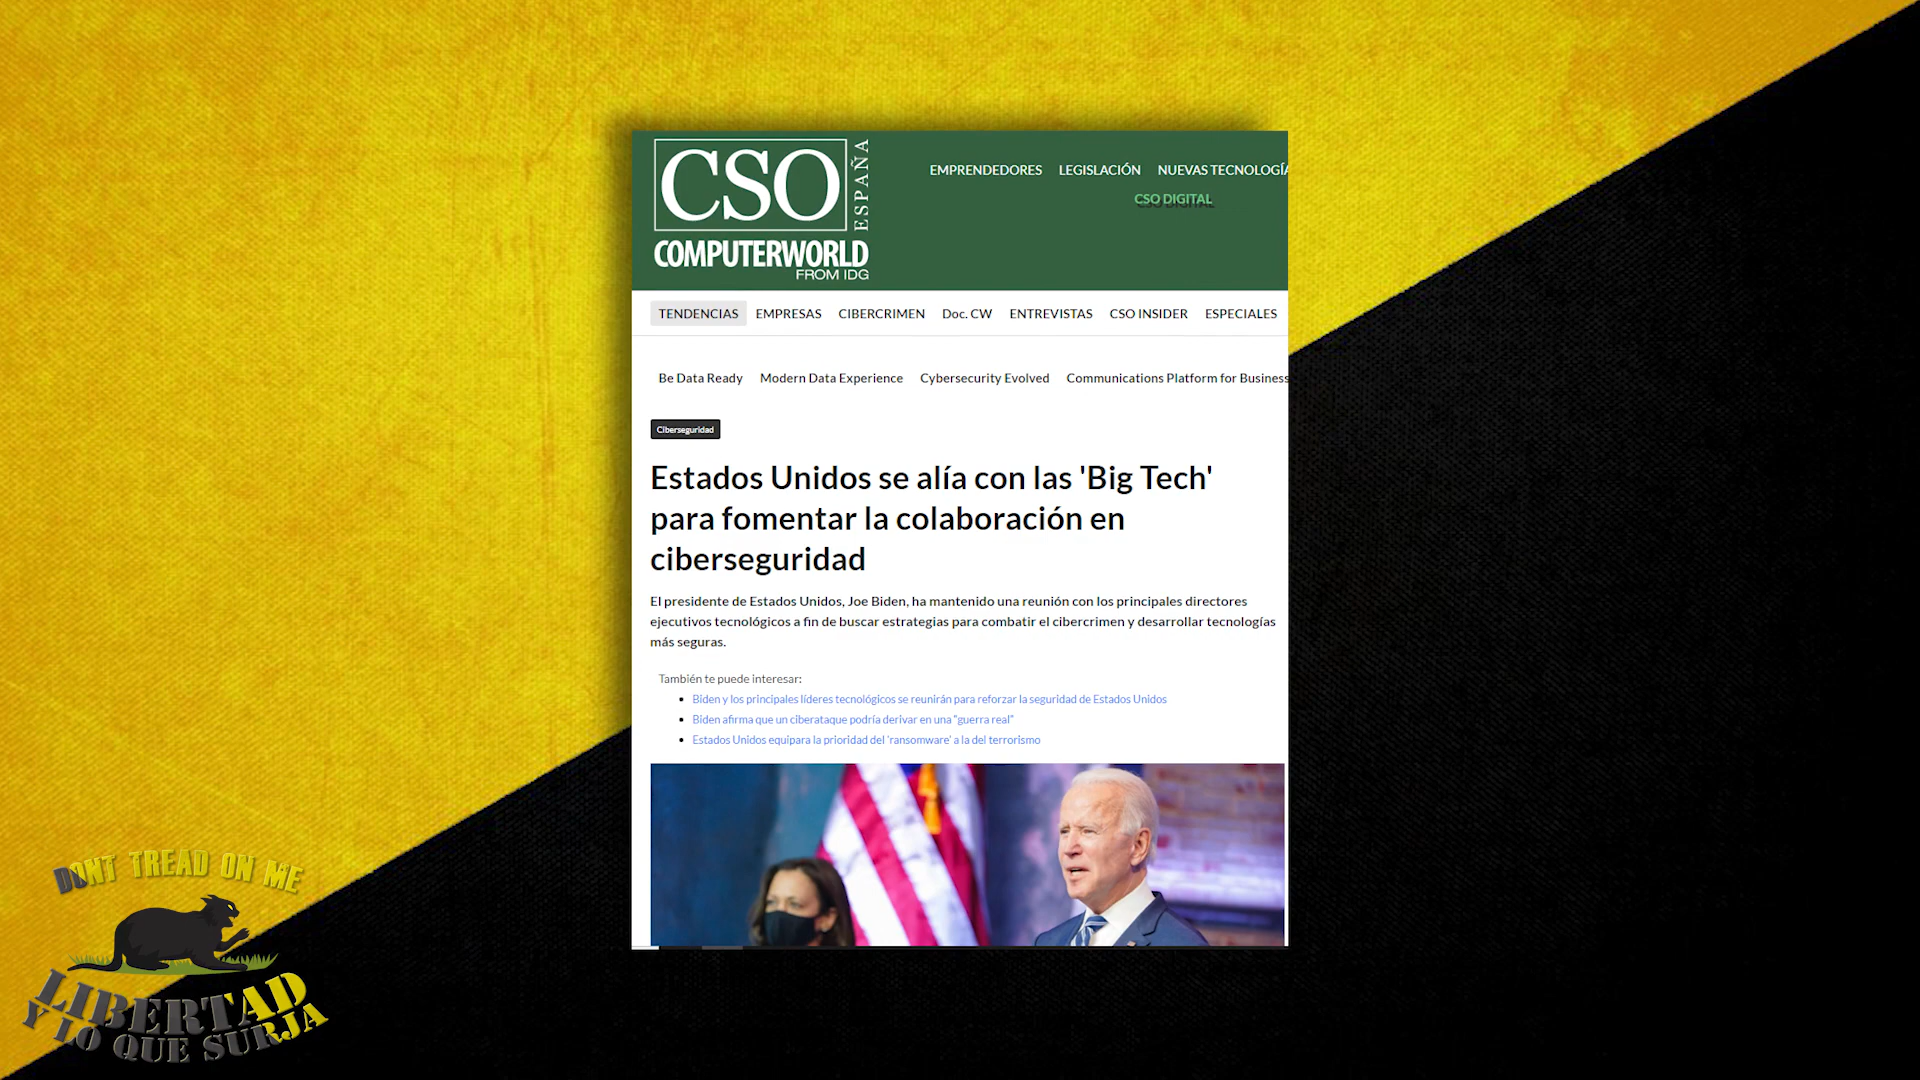 CSO
ESPAÑA
COMPUTERWORLD
FROM IDG
EMPRENDEDORES LEGISLACIÓN NUEVAS TECNOLOGÍA
CSO DIGITAL
TENDENCIAS EMPRESAS CIBERCRIMEN Doc. CW ENTREVISTAS CSO INSIDER ESPECIALES
Be Data Ready Modern Data Experience Cybersecurity Evolved Communications Platform for Business
Ciberseguridad
Estados Unidos se alía con las 'Big Tech'
para fomentar la colaboración en
ciberseguridad
El presidente de Estados Unidos, Joe Biden, ha mantenido una reunión con los principales directores
ejecutivos tecnológicos a fin de buscar estrategias para combatir el cibercrimen y desarrollar tecnologías
más seguras.
También te puede interesar:
Biden y los principales líderes tecnológicos se reunirán para reforzar la seguridad de Estados Unidos
Biden afirma que un ciberataque podría derivar en una "guerra real"
Estados Unidos equipara la prioridad del 'ransomware' a la del terrorismo
DONT TREAD ON ME
LIBERTAD
Y LO QUE SURJA